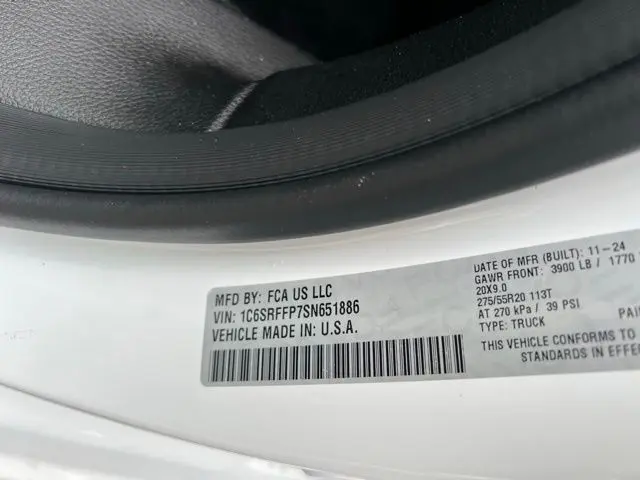 MFD BY: FCA US LLC
VIN: 1C6SRFFP7SN651886
VEHICLE MADE IN: U.S.A.
DATE OF MFR (BUILT): 11-24
GAWR FRONT: 3900 LB / 1770
20X9.0
275/55R20 113T
AT 270 kPa / 39 PSI
TYPE: TRUCK
PAI
VEHICLE CONFORMS TO
STANDARDS IN EFFE